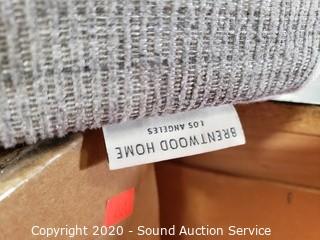 BRENTWOOD HOME
LOS ANGELES
Copyright 2020 - Sound Auction Service